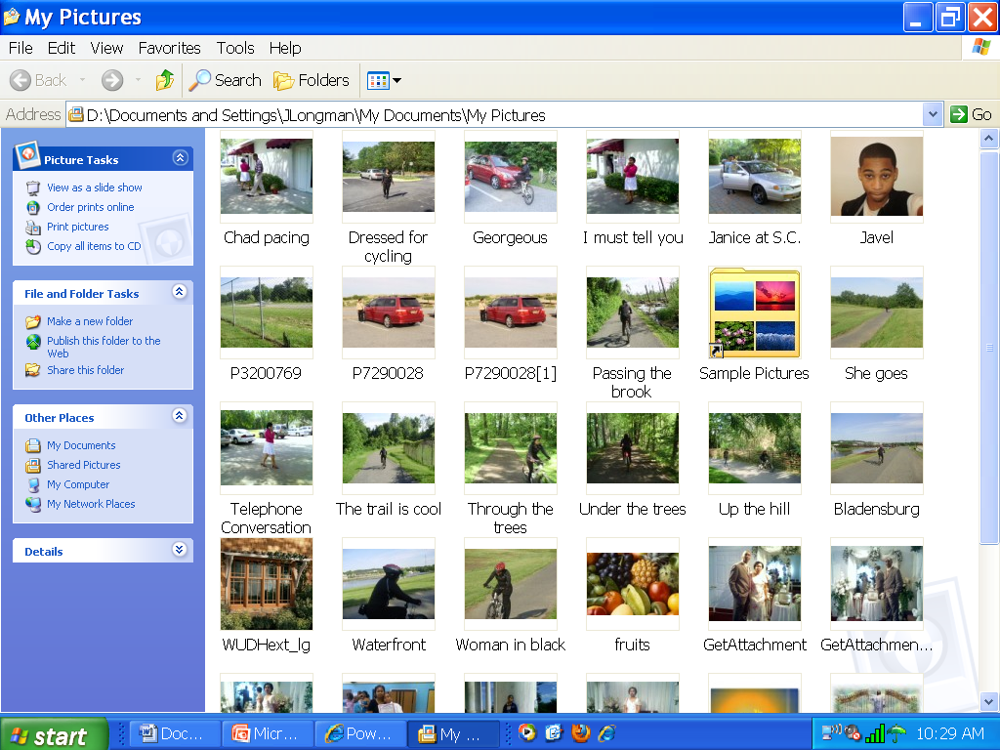 My Pictures
File Edit View Favorites Tools Help
Back Search Folders
Address D:\Documents and Settings\JLongman\My Documents\My Pictures Go
Picture Tasks
View as a slide show
Order prints online
Print pictures
Copy all items to CD
File and Folder Tasks
Make a new folder
Publish this folder to the
Web
Share this folder
Other Places
My Documents
Shared Pictures
My Computer
My Network Places
Details
Chad pacing
Dressed for
cycling
Georgeous
I must tell you
Janice at S.C.
Javel
P3200769
P7290028
P7290028[1]
Passing the
brook
Sample Pictures
She goes
Telephone
Conversation
The trail is cool
Through the
trees
Under the trees
Up the hill
Bladensburg
WUDHext_lg
Waterfront
Woman in black
fruits
GetAttachment
GetAttachmen...
start Doc... Micr... Pow... My ... 10:29 AM